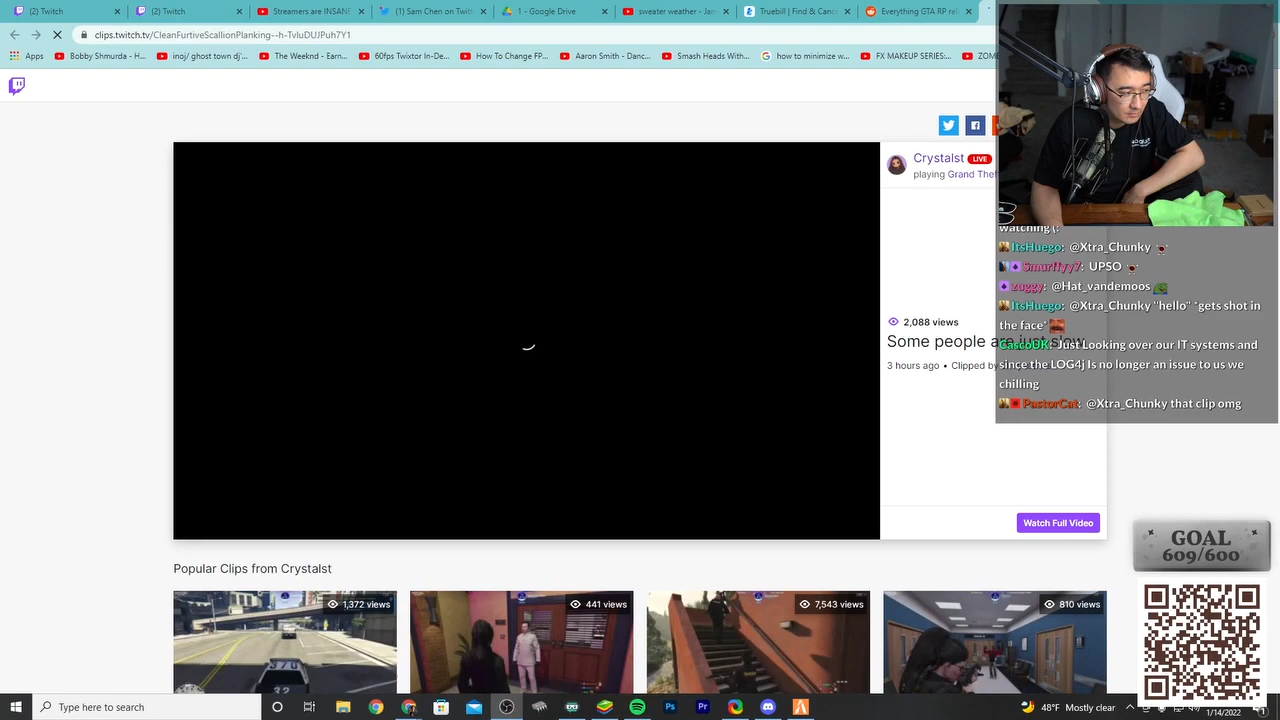 (2) Twitch
(2) Twitch
Streamers are INSANE
(1) Sam Chen on Twitt
1 - Google Drive
sweater weather - Jam
Truebill | Find & Canc
Everything GTA RP rel
clips.twitch.tv/CleanFurtiveScallionPlanking--h-TvluDUJPuh7Y1
Apps
Bobby Shmurda - H...
inoj/ ghost town dj'...
The Weeknd - Earn...
60fps Twixtor In-De...
How To Change FP...
Aaron Smith - Danc...
Smash Heads With...
how to minimize w...
FX MAKEUP SERIES:...
ZOM
Crystalst LIVE
playing Grand Thef
2,088 views
Some people are just slow
3 hours ago • Clipped by
Watch Full Video
watching (:
ItsHuego: @Xtra_Chunky
Smurffyy7: UPSO
zuggy: @Hat_vandemoos
ItsHuego: @Xtra_Chunky "hello" *gets shot in
the face*
CascoUK: Just Looking over our IT systems and
since the LOG4j Is no longer an issue to us we
chilling
PastorCat: @Xtra_Chunky that clip omg
GOAL
609/600
Popular Clips from Crystalst
1,372 views
441 views
7,543 views
810 views
Type here to search
48°F Mostly clear
1/14/2022